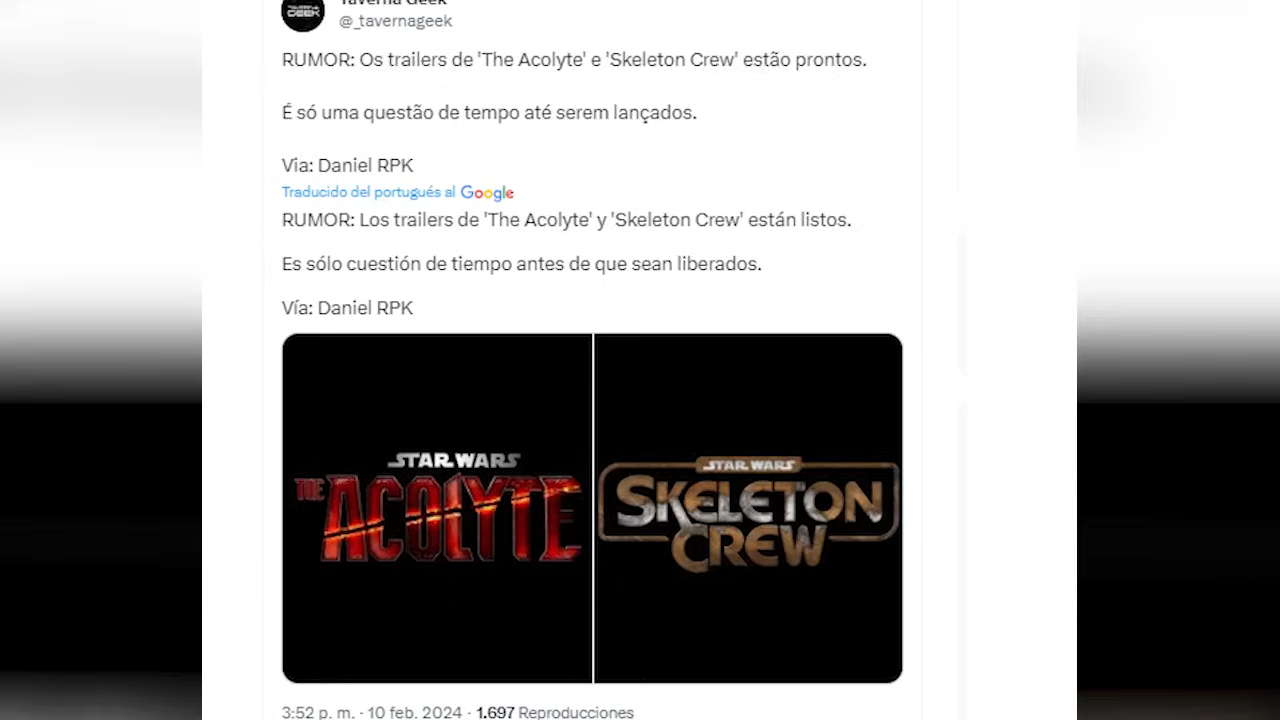 Taverna Geek
@_tavernageek
RUMOR: Os trailers de 'The Acolyte' e 'Skeleton Crew' estão prontos.
É só uma questão de tempo até serem lançados.
Via: Daniel RPK
Traducido del portugués al Google
RUMOR: Los trailers de 'The Acolyte' y 'Skeleton Crew' están listos.
Es sólo cuestión de tiempo antes de que sean liberados.
Vía: Daniel RPK
STAR WARS
THE ACOLYTE
STAR WARS
SKELETON
CREW
3:52 p. m. · 10 feb. 2024 · 1.697 Reproducciones